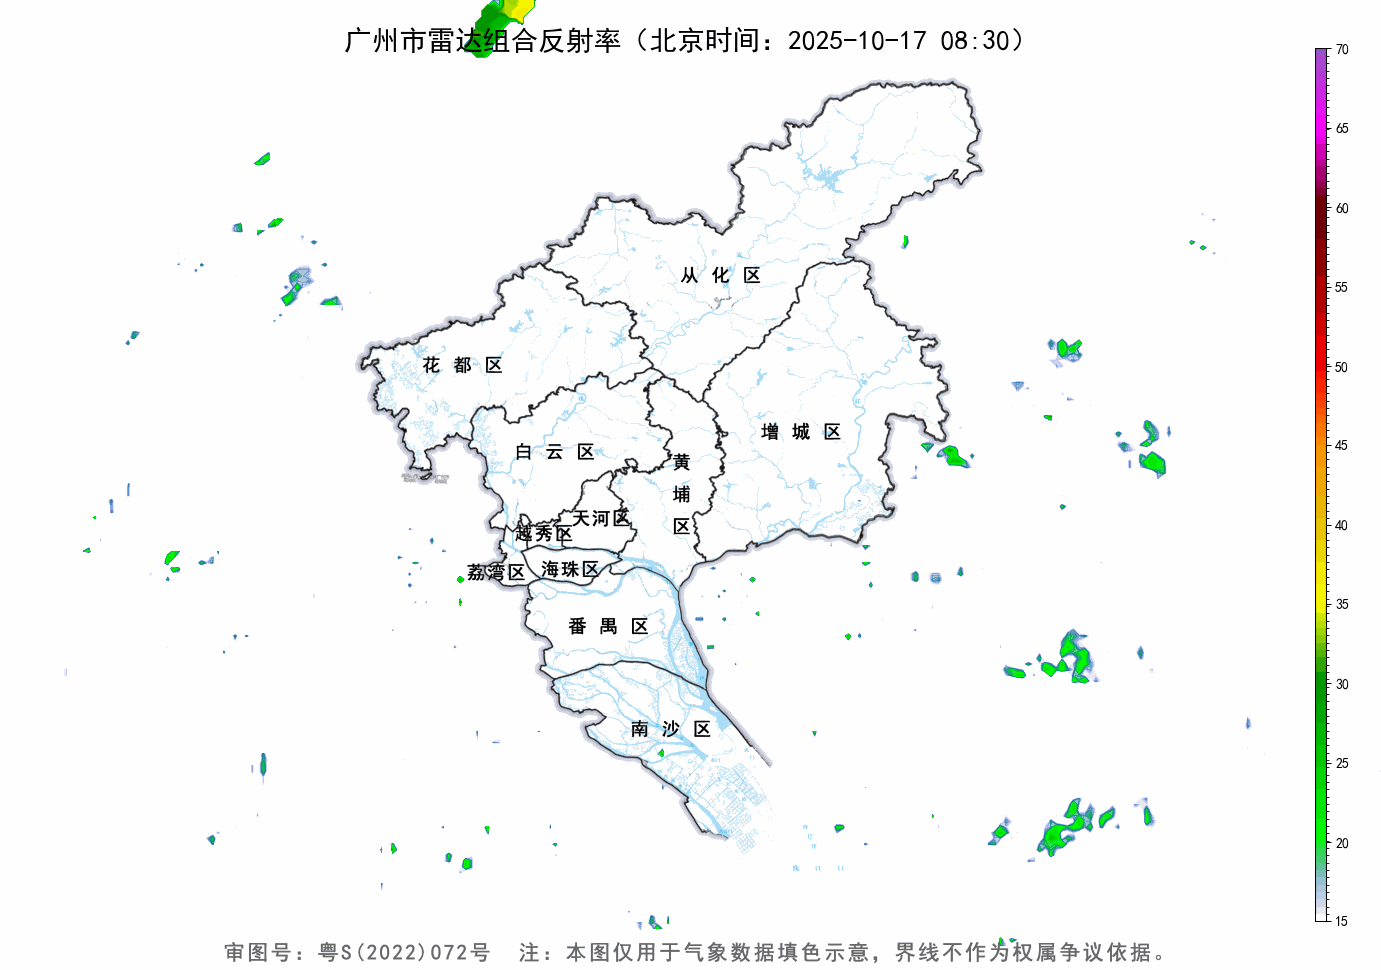 广州市雷达组合反射率（北京时间：2025-10-17 08:30）
70
65
60
55
50
45
40
35
30
25
20
15
从化区
花都区
增城区
白云区
黄埔区
天河区
越秀区
荔湾区
海珠区
番禺区
南沙区
审图号：粤S(2022)072号 注：本图仅用于气象数据填色示意，界线不作为权属争议依据。